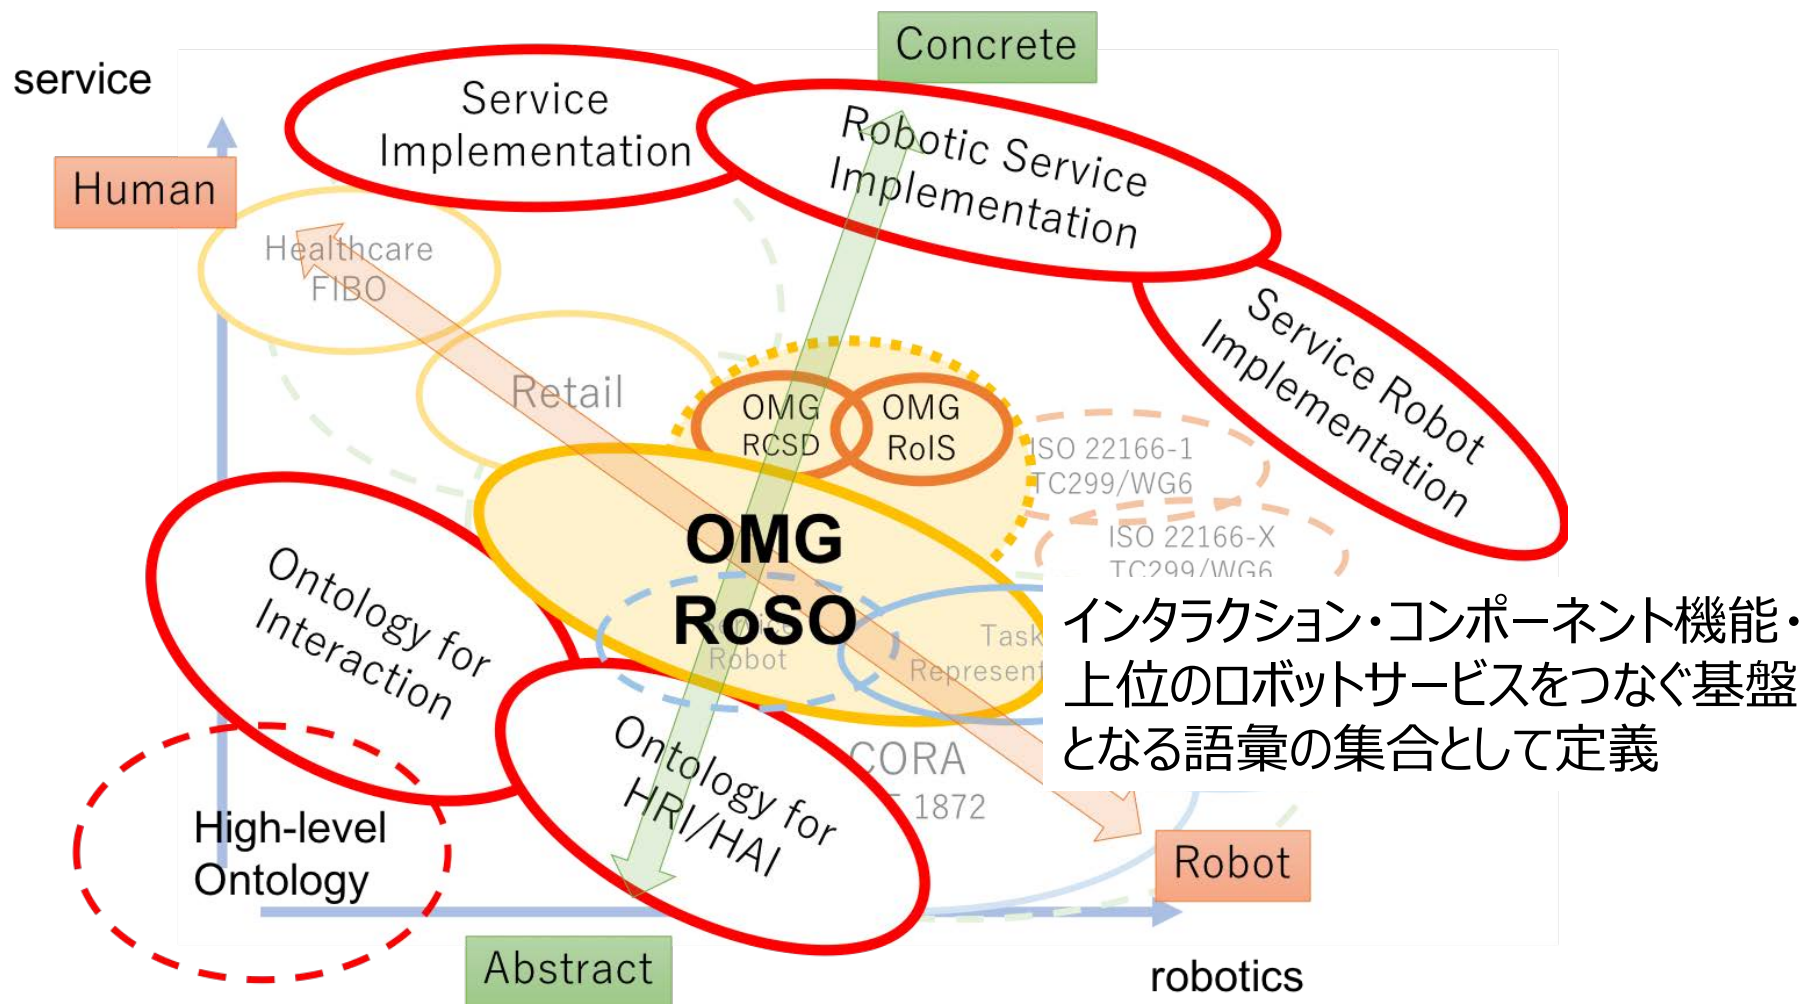 Concrete
service
Service
Implementation
Robotic Service
Implementation
Human
Healthcare
FIBO
Service Robot
Implementation
Retail
OMG
RCSD
OMG
RoIS
ISO 22166-1
TC299/WG6
ISO 22166-X
TC299/WG6
OMG
RoSO
Service
Robot
Task
Ontology for
Interaction
インタラクション・コンポーネント機能・
上位のロボットサービスをつなぐ基盤
となる語彙の集合として定義
Ontology for
HRI/HAI
CORA
1872
High-level
Ontology
Robot
Abstract
robotics